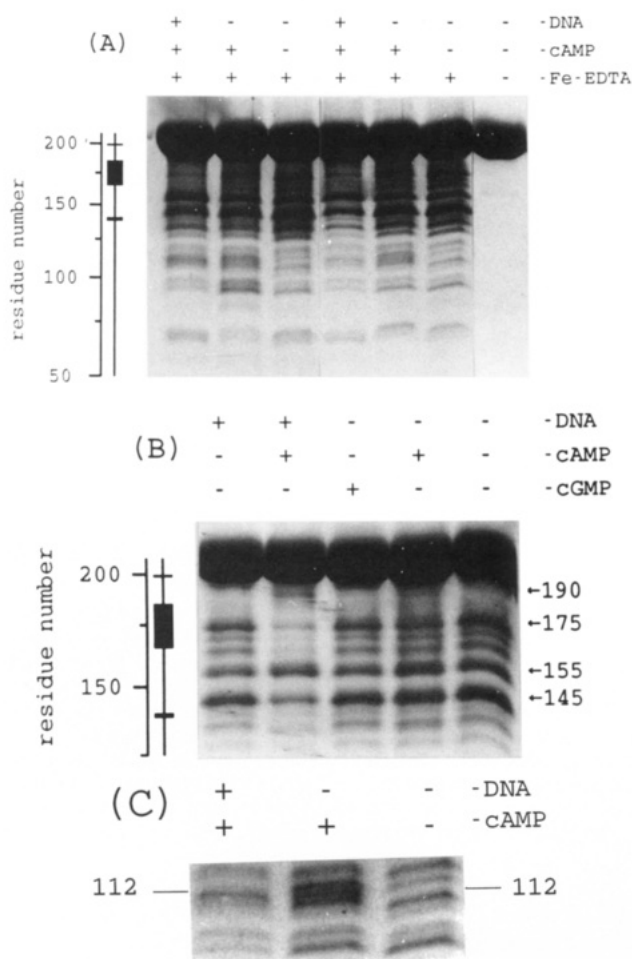 (A)
+ - - + - - - -DNA
+ + - + + - - -cAMP
+ + + + + + - -Fe-EDTA
200
150
100
50
residue number
(B)
+ + - - - -DNA
- + - + - -cAMP
- - + - - -cGMP
200
150
residue number
←190
←175
←155
←145
(C)
+ - - -DNA
+ + - -cAMP
112 112